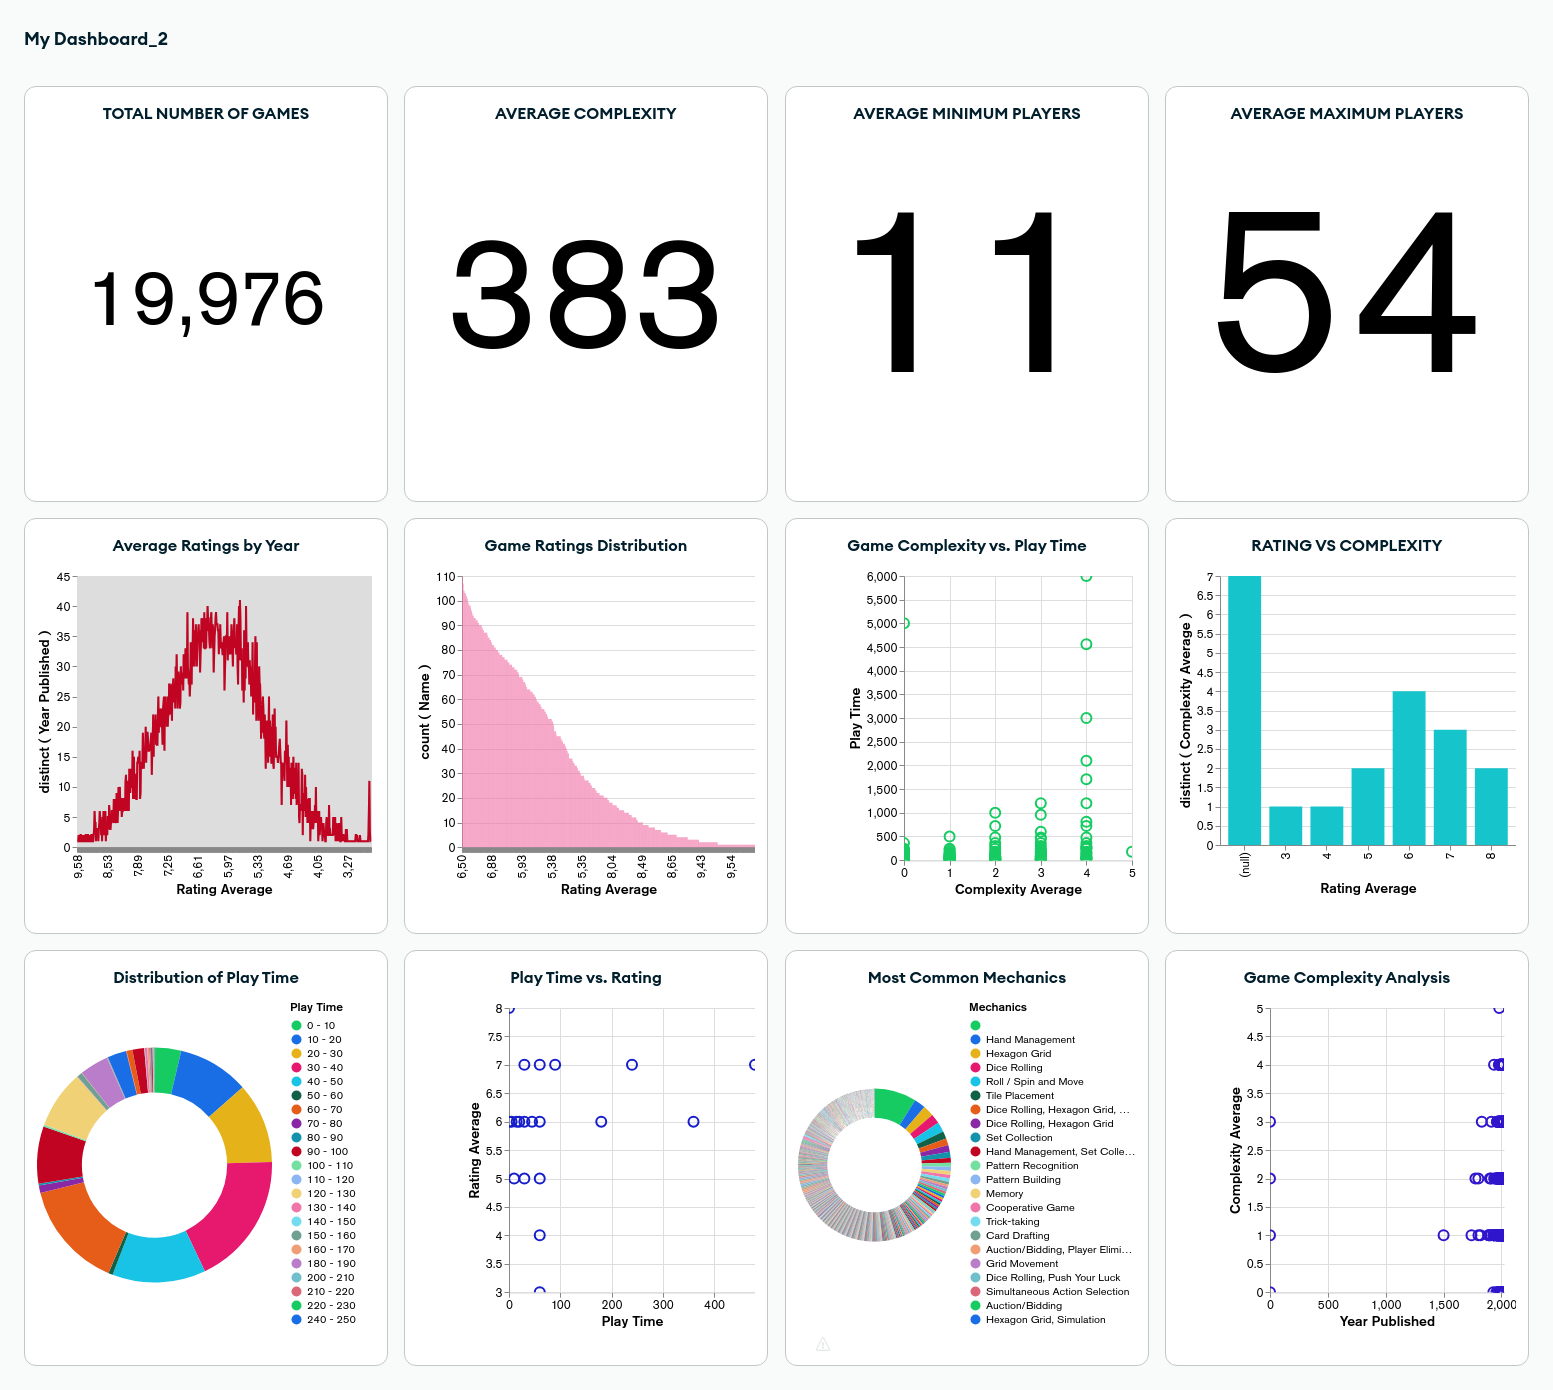 My Dashboard_2
TOTAL NUMBER OF GAMES
19,976
AVERAGE COMPLEXITY
383
AVERAGE MINIMUM PLAYERS
11
AVERAGE MAXIMUM PLAYERS
54
Average Ratings by Year
distinct ( Year Published )
45
40
35
30
25
20
15
10
5
0
9,58
8,53
7,89
7,25
6,61
5,97
5,33
4,69
4,05
3,27
Rating Average
Game Ratings Distribution
count ( Name )
110
100
90
80
70
60
50
40
30
20
10
0
6,50
6,88
5,93
5,38
5,35
8,04
8,49
8,65
9,43
9,54
Rating Average
Game Complexity vs. Play Time
Play Time
6,000
5,500
5,000
4,500
4,000
3,500
3,000
2,500
2,000
1,500
1,000
500
0
0 1 2 3 4 5
Complexity Average
RATING VS COMPLEXITY
distinct ( Complexity Average )
7
6.5
6
5.5
5
4.5
4
3.5
3
2.5
2
1.5
1
0.5
0
(null)
3
4
5
6
7
8
Rating Average
Distribution of Play Time
Play Time
0 - 10
10 - 20
20 - 30
30 - 40
40 - 50
50 - 60
60 - 70
70 - 80
80 - 90
90 - 100
100 - 110
110 - 120
120 - 130
130 - 140
140 - 150
150 - 160
160 - 170
180 - 190
200 - 210
210 - 220
220 - 230
240 - 250
Play Time vs. Rating
Rating Average
8
7.5
7
6.5
6
5.5
5
4.5
4
3.5
3
0 100 200 300 400
Play Time
Most Common Mechanics
Mechanics
Hand Management
Hexagon Grid
Dice Rolling
Roll / Spin and Move
Tile Placement
Dice Rolling, Hexagon Grid, …
Dice Rolling, Hexagon Grid
Set Collection
Hand Management, Set Colle…
Pattern Recognition
Pattern Building
Memory
Cooperative Game
Trick-taking
Card Drafting
Auction/Bidding, Player Elimi…
Grid Movement
Dice Rolling, Push Your Luck
Simultaneous Action Selection
Auction/Bidding
Hexagon Grid, Simulation
Game Complexity Analysis
Complexity Average
5
4.5
4
3.5
3
2.5
2
1.5
1
0.5
0
0 500 1,000 1,500 2,000
Year Published